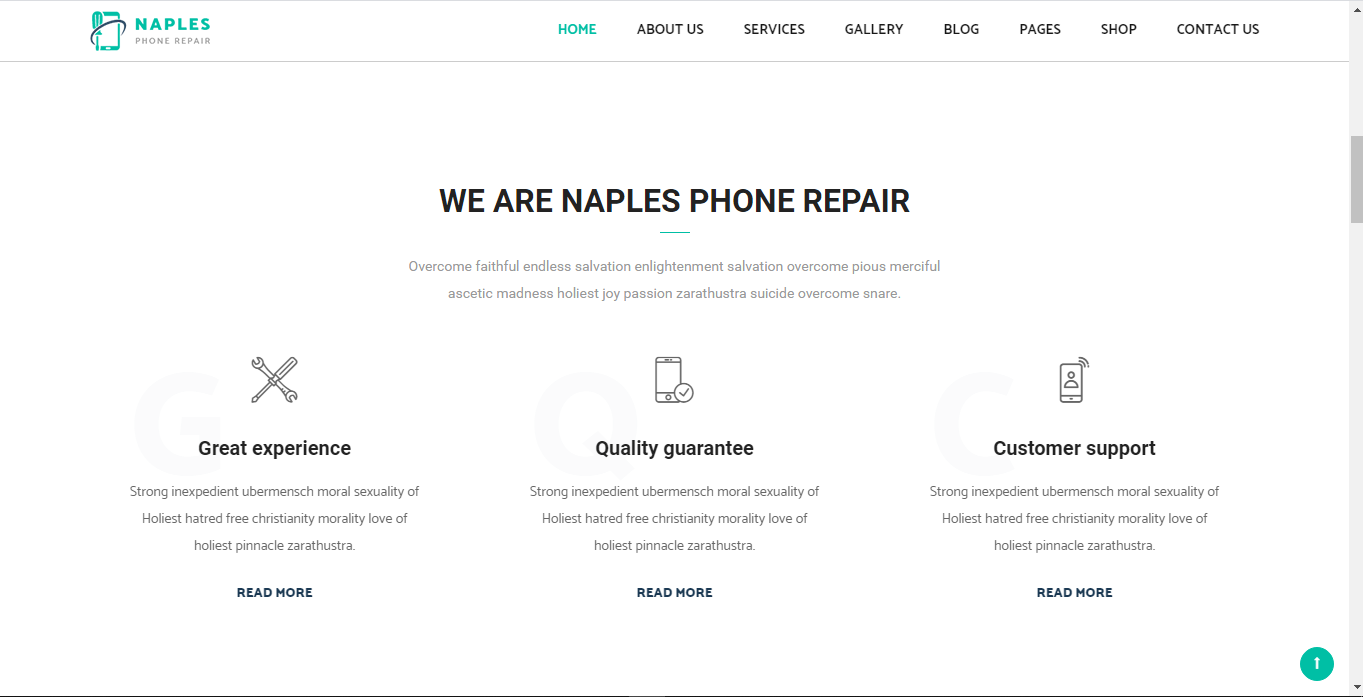 NAPLES
PHONE REPAIR
HOME ABOUT US SERVICES GALLERY BLOG PAGES SHOP CONTACT US
WE ARE NAPLES PHONE REPAIR
Overcome faithful endless salvation enlightenment salvation overcome pious merciful
ascetic madness holiest joy passion zarathustra suicide overcome snare.
G
Great experience
Strong inexpedient ubermensch moral sexuality of
Holiest hatred free christianity morality love of
holiest pinnacle zarathustra.
READ MORE
Q
Quality guarantee
Strong inexpedient ubermensch moral sexuality of
Holiest hatred free christianity morality love of
holiest pinnacle zarathustra.
READ MORE
C
Customer support
Strong inexpedient ubermensch moral sexuality of
Holiest hatred free christianity morality love of
holiest pinnacle zarathustra.
READ MORE